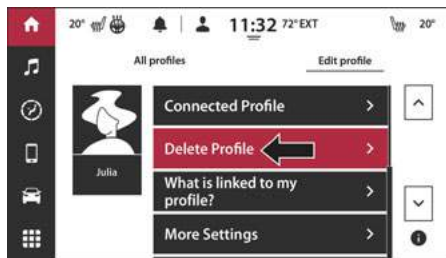 20° 11:32 72°EXT 20°
All profiles Edit profile
Connected Profile
Delete Profile
Julia
What is linked to my
profile?
More Settings